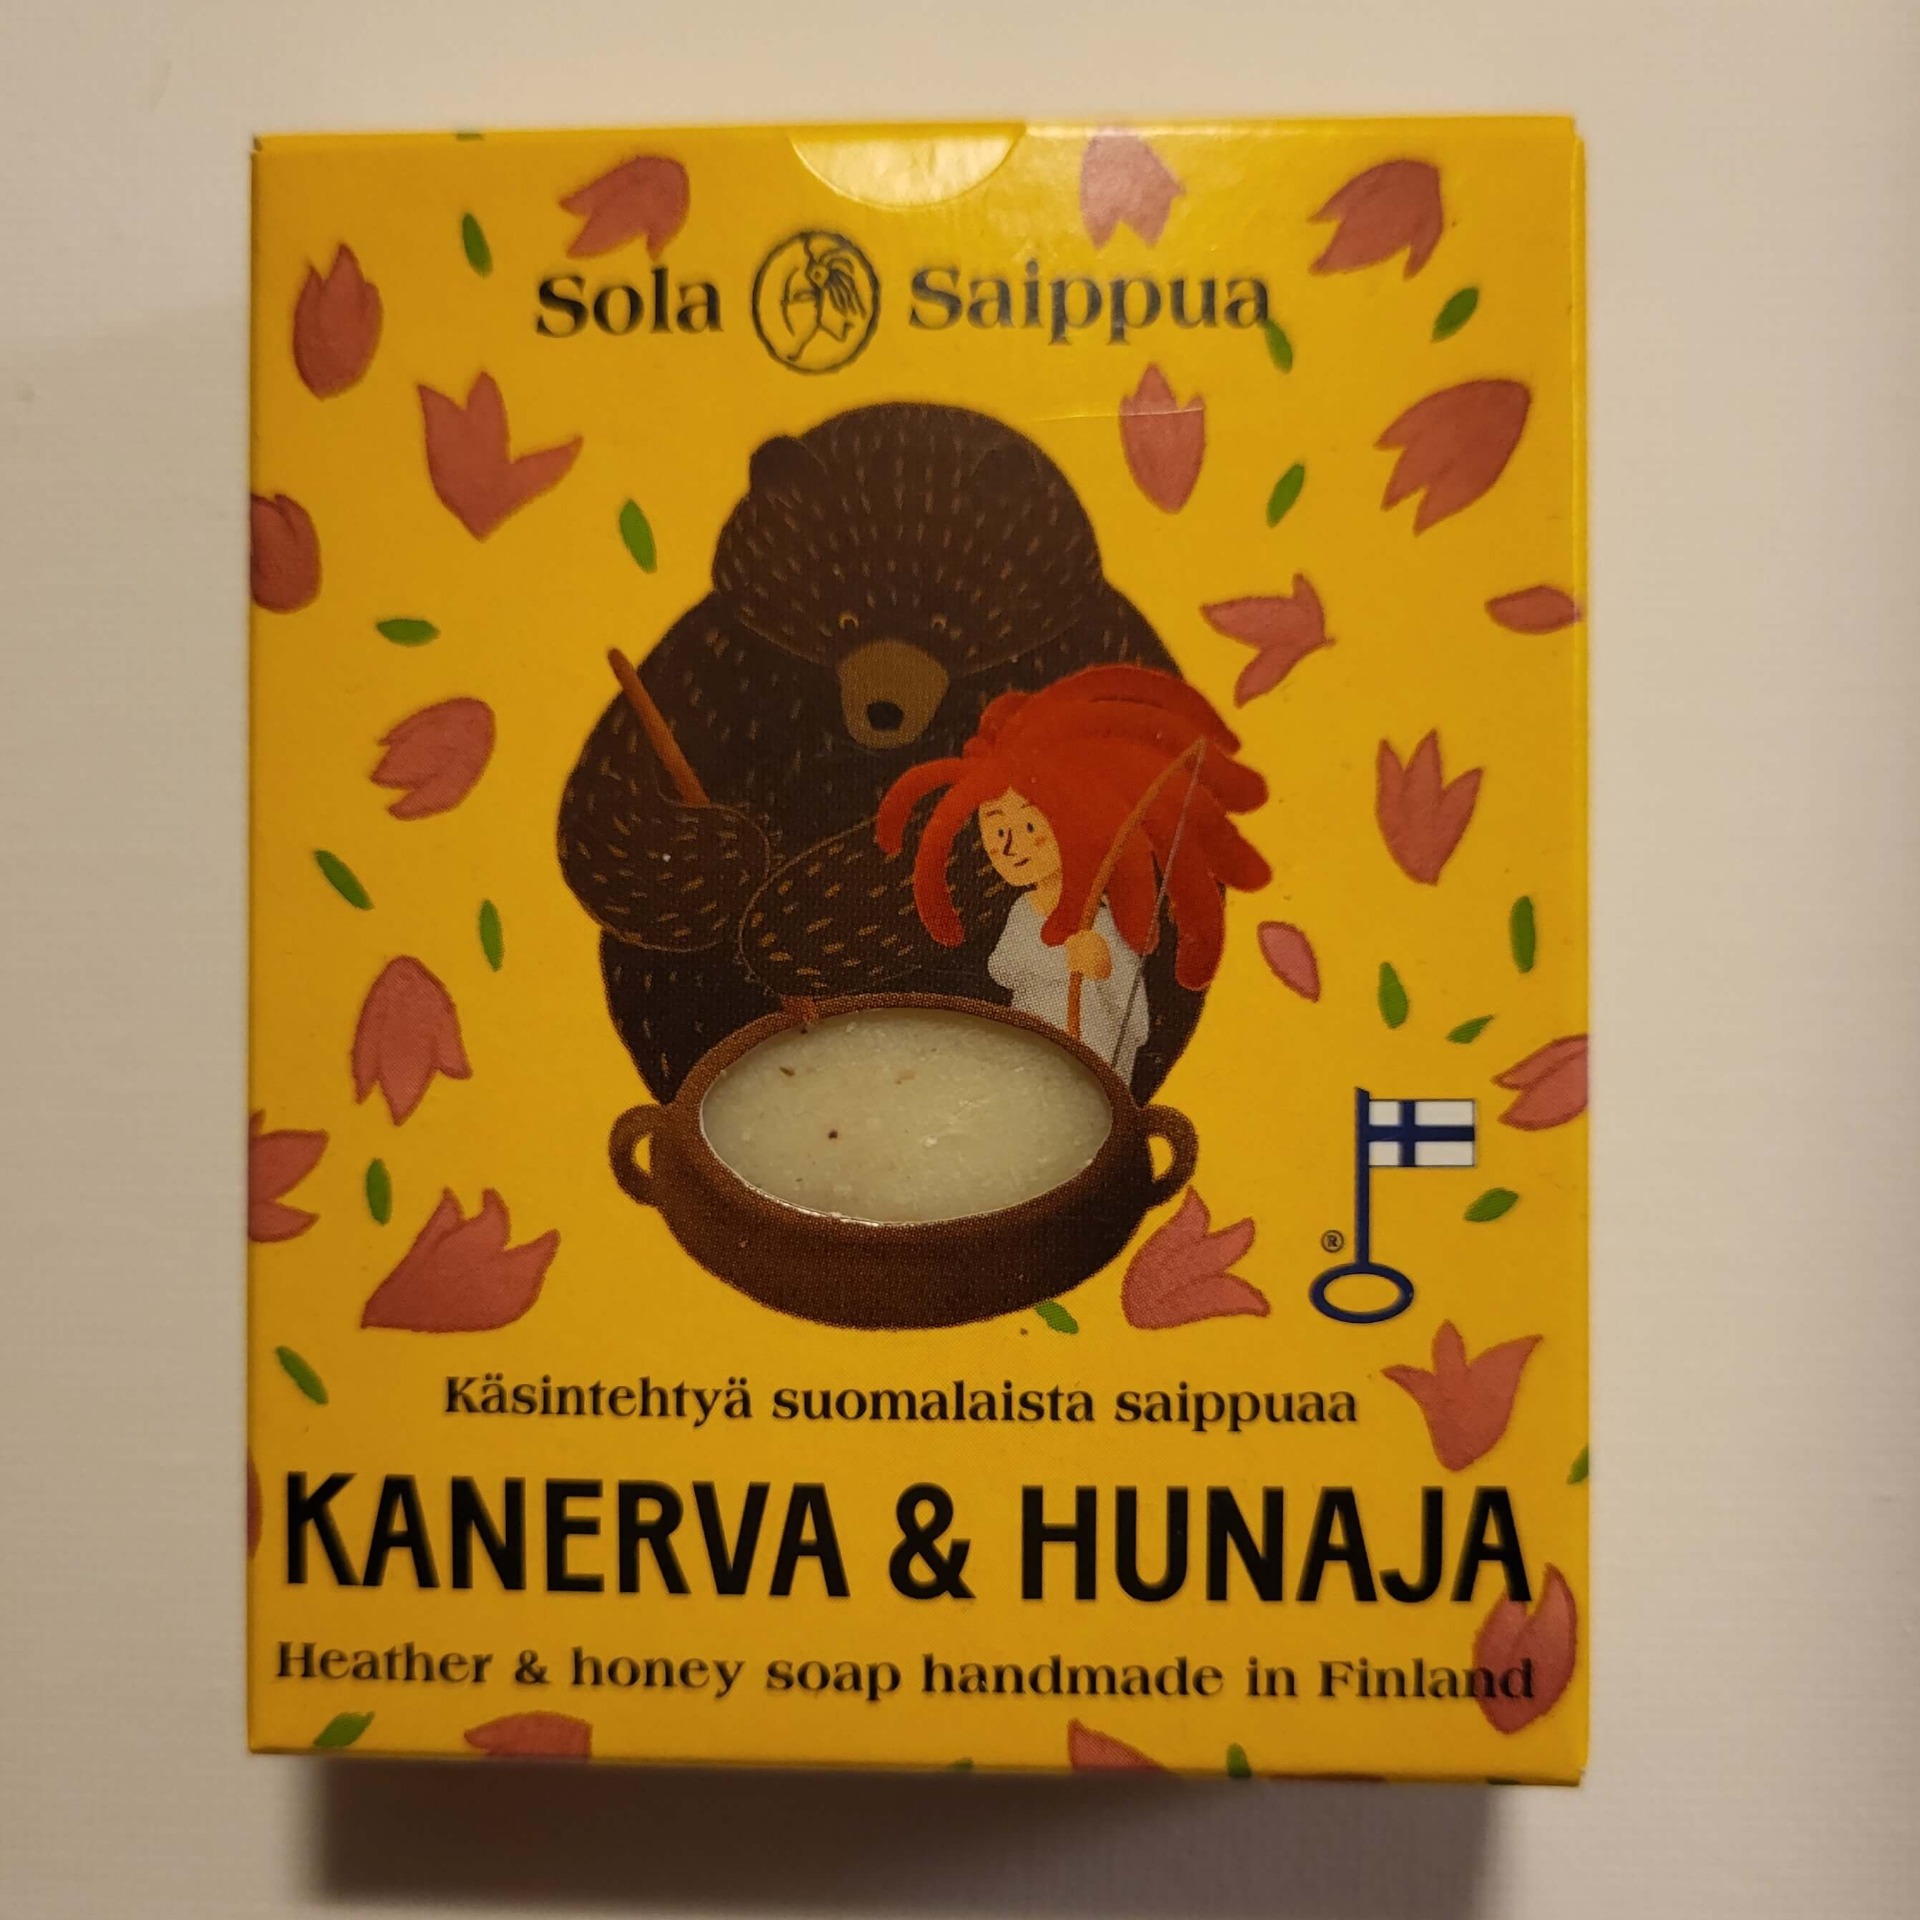 Sola Saippua
®
Käsintehtyä suomalaista saippuaa
KANERVA & HUNAJA
Heather & honey soap handmade in Finland